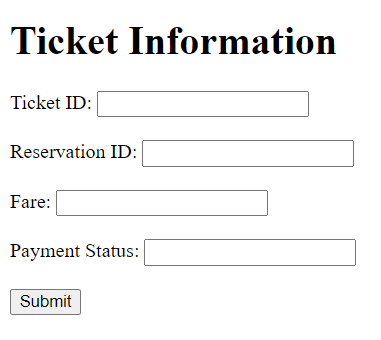 Ticket Information
Ticket ID:
Reservation ID:
Fare:
Payment Status:
Submit